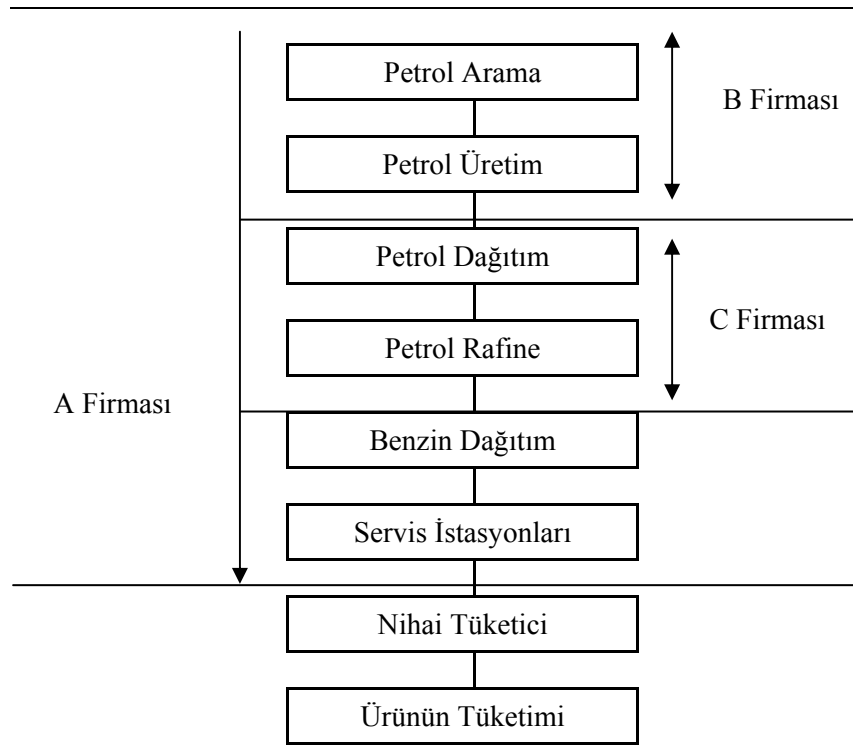 Petrol Arama
B Firması
Petrol Üretim
Petrol Dağıtım
C Firması
Petrol Rafine
A Firması
Benzin Dağıtım
Servis İstasyonları
Nihai Tüketici
Ürünün Tüketimi